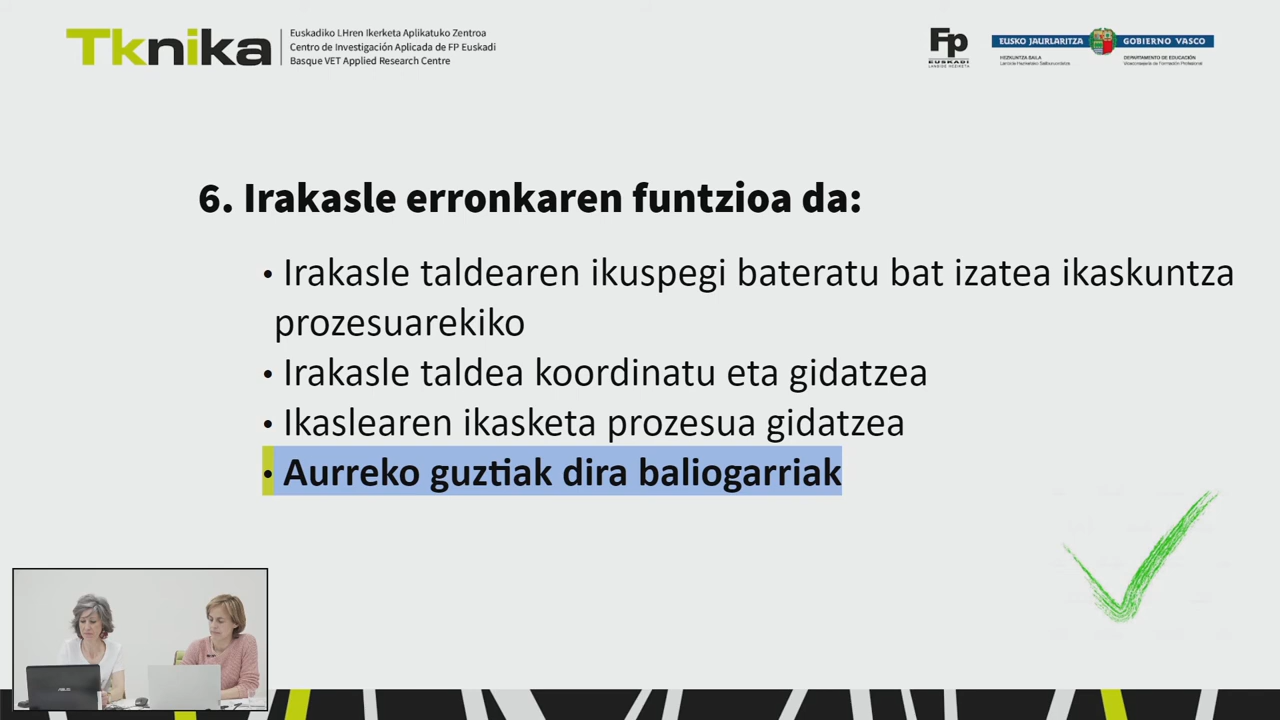 Tknika
Euskadiko LHren Ikerketa Aplikatuko Zentroa
Centro de Investigación Aplicada de FP Euskadi
Basque VET Applied Research Centre
Fp
EUSKADI
LANBIDE HEZIKETA
EUSKO JAURLARITZA
GOBIERNO VASCO
HEZKUNTZA SAILA
Lanbide Heziketako Sailburuordetza
DEPARTAMENTO DE EDUCACIÓN
Viceconsejería de Formación Profesional
6. Irakasle erronkaren funtzioa da:
• Irakasle taldearen ikuspegi bateratu bat izatea ikaskuntza
prozesuarekiko
• Irakasle taldea koordinatu eta gidatzea
• Ikaslearen ikasketa prozesua gidatzea
• Aurreko guztiak dira baliogarriak
ASUS